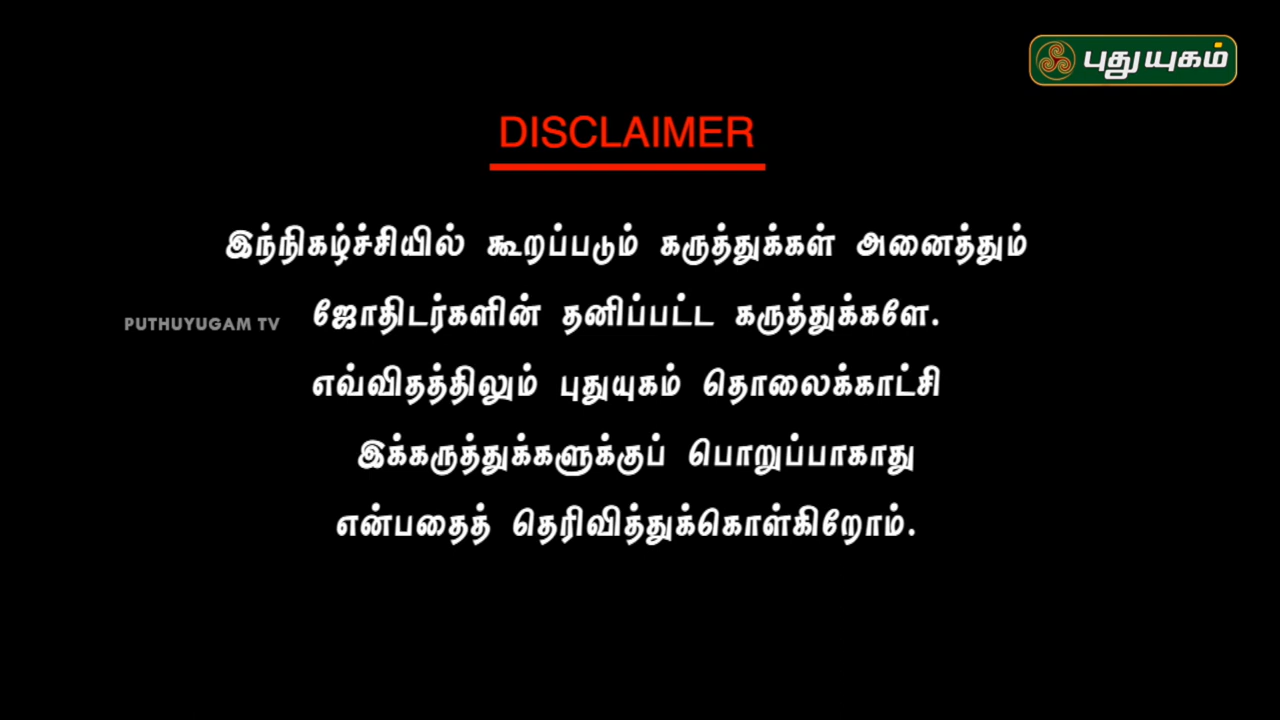 புதுயுகம்
DISCLAIMER
இந்நிகழ்ச்சியில் கூறப்படும் கருத்துக்கள் அனைத்தும்
PUTHUYUGAM TV
ஜோதிடர்களின் தனிப்பட்ட கருத்துக்களே.
எவ்விதத்திலும் புதுயுகம் தொலைக்காட்சி
இக்கருத்துக்களுக்குப் பொறுப்பாகாது
என்பதைத் தெரிவித்துக்கொள்கிறோம்.